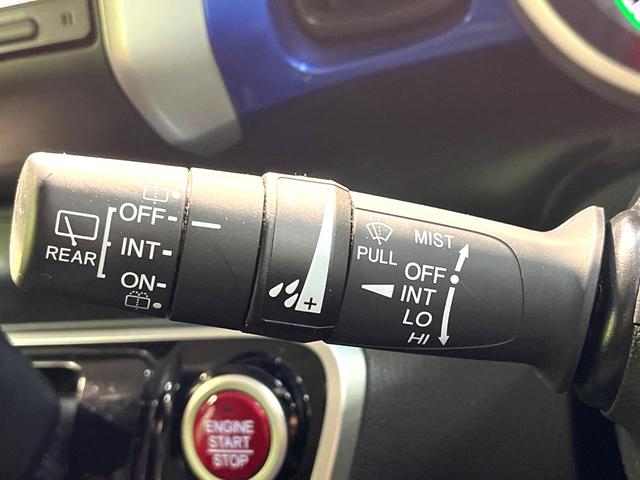 REAR
OFF
INT
ON
+
PULL
MIST
OFF
INT
LO
HI
ENGINE
START
STOP